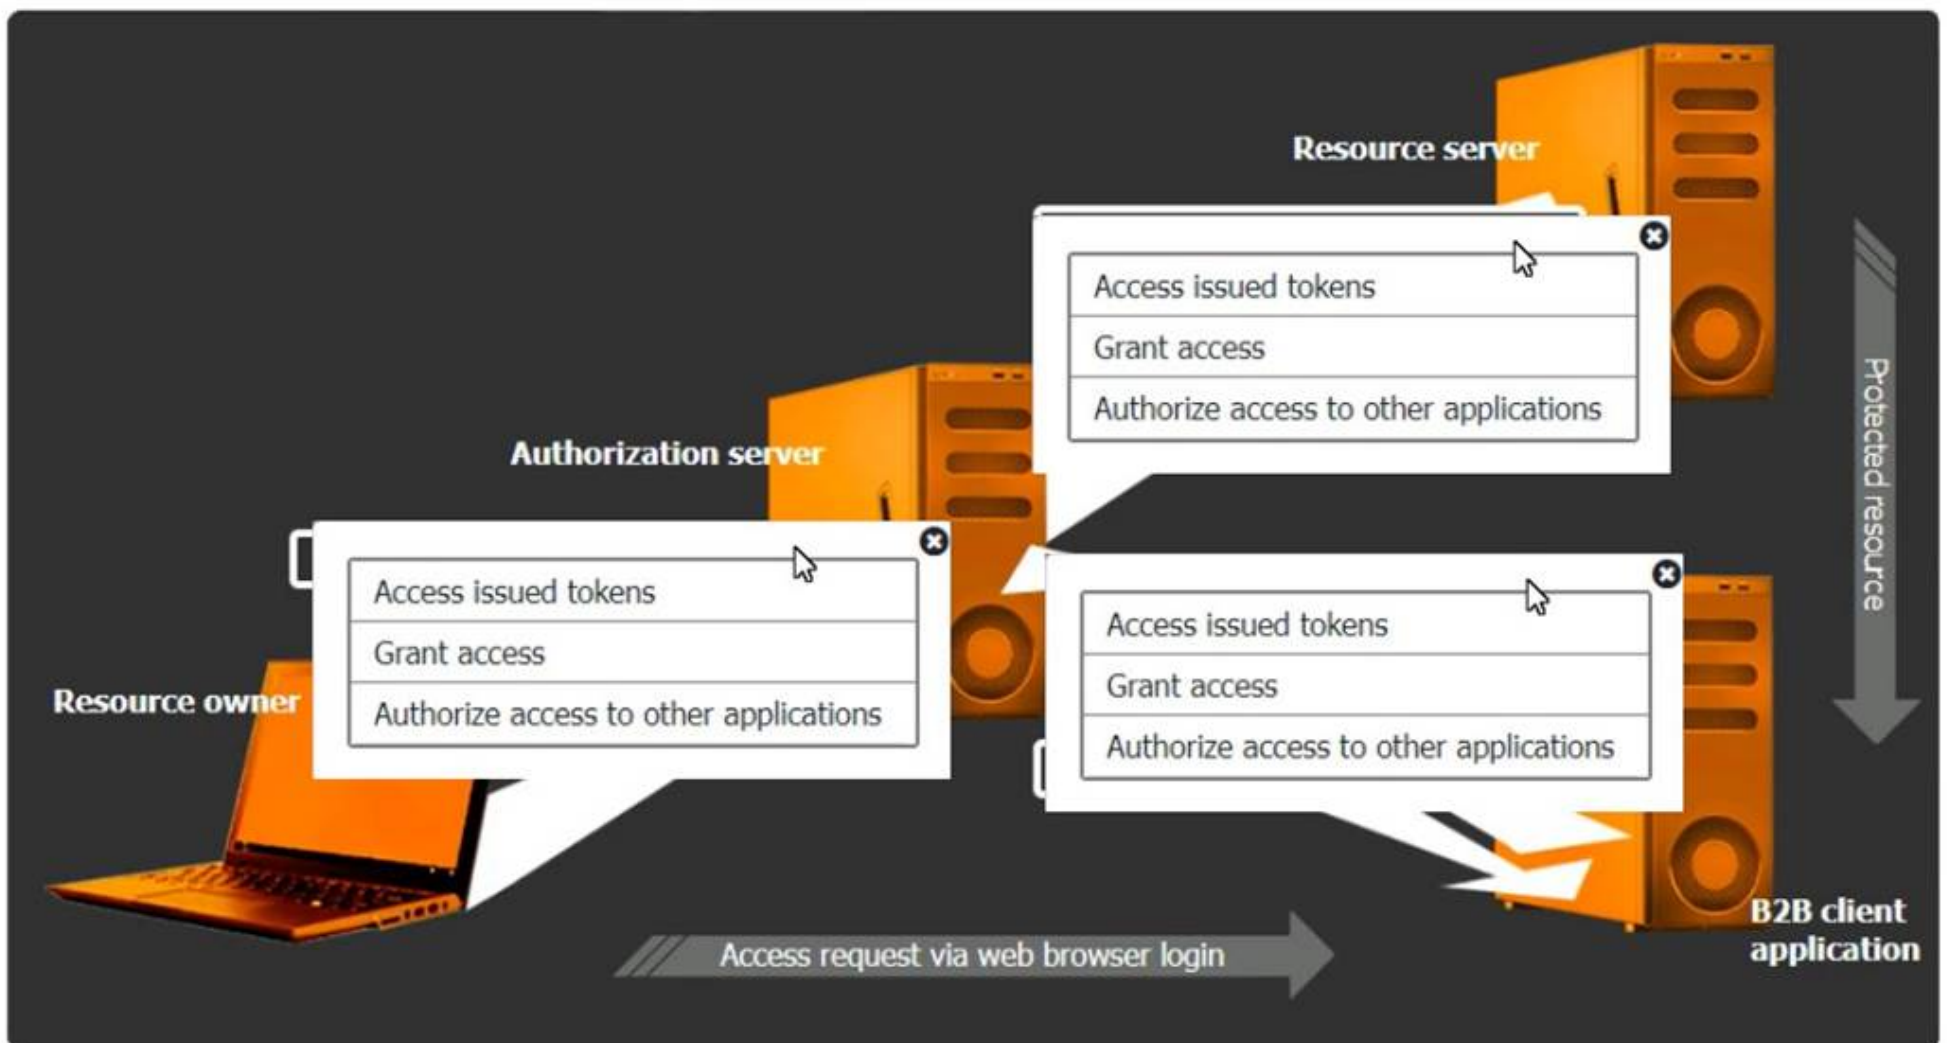 Resource server
Access issued tokens
Grant access
Authorize access to other applications
Protected resource
Authorization server
Access issued tokens
Grant access
Authorize access to other applications
Access issued tokens
Grant access
Authorize access to other applications
Resource owner
Access request via web browser login
B2B client
application